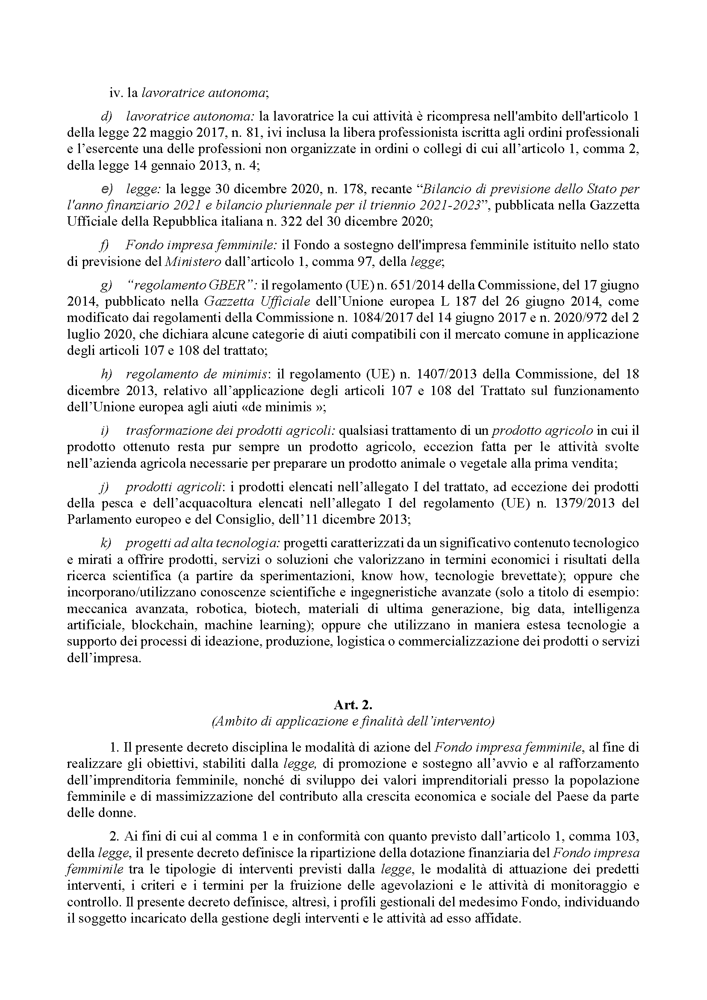 iv. la lavoratrice autonoma;
d) lavoratrice autonoma: la lavoratrice la cui attività è ricompresa nell'ambito dell'articolo 1
della legge 22 maggio 2017, n. 81, ivi inclusa la libera professionista iscritta agli ordini professionali
e l’esercente una delle professioni non organizzate in ordini o collegi di cui all’articolo 1, comma 2,
della legge 14 gennaio 2013, n. 4;
e) legge: la legge 30 dicembre 2020, n. 178, recante “Bilancio di previsione dello Stato per
l'anno finanziario 2021 e bilancio pluriennale per il triennio 2021-2023”, pubblicata nella Gazzetta
Ufficiale della Repubblica italiana n. 322 del 30 dicembre 2020;
f) Fondo impresa femminile: il Fondo a sostegno dell'impresa femminile istituito nello stato
di previsione del Ministero dall’articolo 1, comma 97, della legge;
g) “regolamento GBER”: il regolamento (UE) n. 651/2014 della Commissione, del 17 giugno
2014, pubblicato nella Gazzetta Ufficiale dell’Unione europea L 187 del 26 giugno 2014, come
modificato dai regolamenti della Commissione n. 1084/2017 del 14 giugno 2017 e n. 2020/972 del 2
luglio 2020, che dichiara alcune categorie di aiuti compatibili con il mercato comune in applicazione
degli articoli 107 e 108 del trattato;
h) regolamento de minimis: il regolamento (UE) n. 1407/2013 della Commissione, del 18
dicembre 2013, relativo all’applicazione degli articoli 107 e 108 del Trattato sul funzionamento
dell’Unione europea agli aiuti «de minimis »;
i) trasformazione dei prodotti agricoli: qualsiasi trattamento di un prodotto agricolo in cui il
prodotto ottenuto resta pur sempre un prodotto agricolo, eccezion fatta per le attività svolte
nell’azienda agricola necessarie per preparare un prodotto animale o vegetale alla prima vendita;
j) prodotti agricoli: i prodotti elencati nell’allegato I del trattato, ad eccezione dei prodotti
della pesca e dell’acquacoltura elencati nell’allegato I del regolamento (UE) n. 1379/2013 del
Parlamento europeo e del Consiglio, dell’11 dicembre 2013;
k) progetti ad alta tecnologia: progetti caratterizzati da un significativo contenuto tecnologico
e mirati a offrire prodotti, servizi o soluzioni che valorizzano in termini economici i risultati della
ricerca scientifica (a partire da sperimentazioni, know how, tecnologie brevettate); oppure che
incorporano/utilizzano conoscenze scientifiche e ingegneristiche avanzate (solo a titolo di esempio:
meccanica avanzata, robotica, biotech, materiali di ultima generazione, big data, intelligenza
artificiale, blockchain, machine learning); oppure che utilizzano in maniera estesa tecnologie a
supporto dei processi di ideazione, produzione, logistica o commercializzazione dei prodotti o servizi
dell’impresa.
Art. 2.
(Ambito di applicazione e finalità dell’intervento)
1. Il presente decreto disciplina le modalità di azione del Fondo impresa femminile, al fine di
realizzare gli obiettivi, stabiliti dalla legge, di promozione e sostegno all’avvio e al rafforzamento
dell’imprenditoria femminile, nonché di sviluppo dei valori imprenditoriali presso la popolazione
femminile e di massimizzazione del contributo alla crescita economica e sociale del Paese da parte
delle donne.
2. Ai fini di cui al comma 1 e in conformità con quanto previsto dall’articolo 1, comma 103,
della legge, il presente decreto definisce la ripartizione della dotazione finanziaria del Fondo impresa
femminile tra le tipologie di interventi previsti dalla legge, le modalità di attuazione dei predetti
interventi, i criteri e i termini per la fruizione delle agevolazioni e le attività di monitoraggio e
controllo. Il presente decreto definisce, altresì, i profili gestionali del medesimo Fondo, individuando
il soggetto incaricato della gestione degli interventi e le attività ad esso affidate.